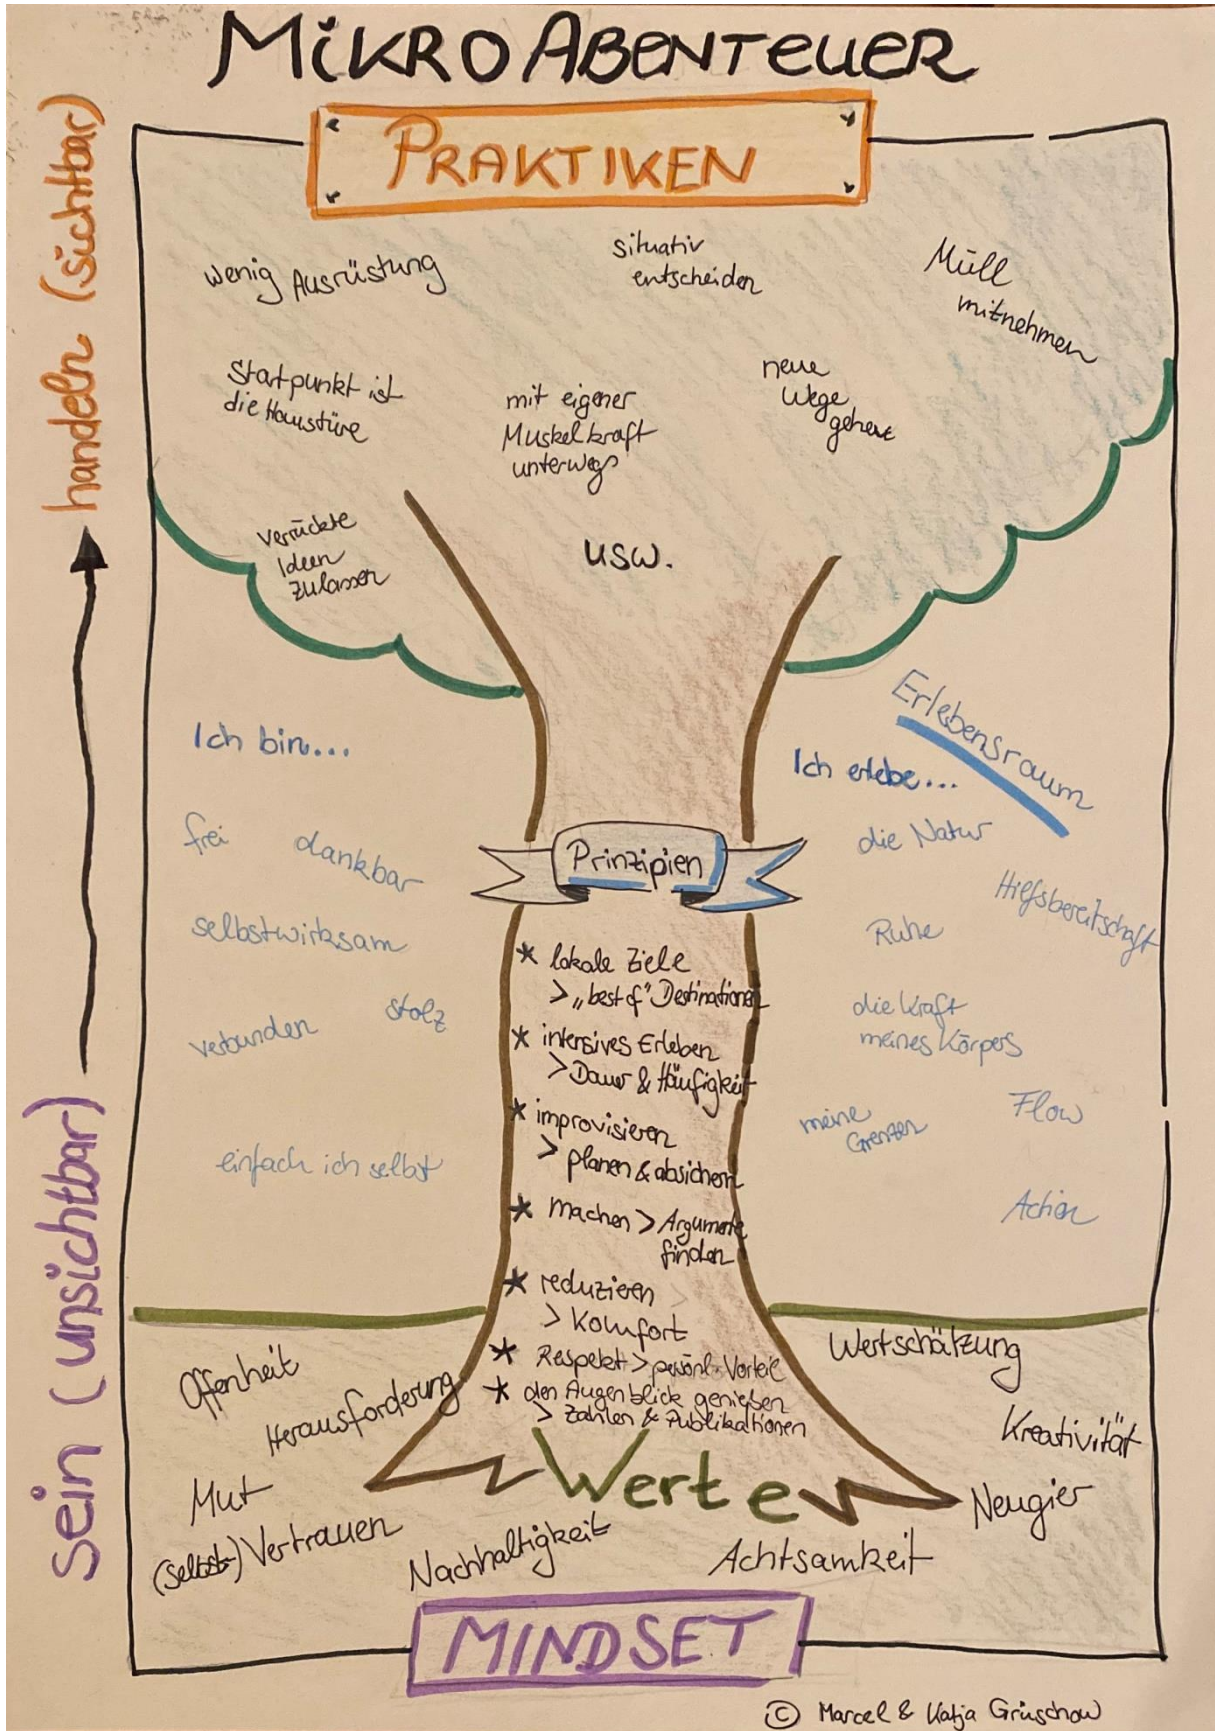 MIKROABENTEUER
PRAKTIKEN
handeln (sichtbar)
sein (unsichtbar)
wenig Ausrüstung
situativ
entscheiden
Müll
mitnehmen
Startpunkt ist
die Haustüre
mit eigener
Muskelkraft
unterwegs
neue
Wege
gehen
verrückte
Ideen
zulassen
usw.
Ich bin...
frei
dankbar
selbstwirksam
verbunden
stolz
einfach ich selbst
Erlebensraum
Ich erlebe...
die Natur
Hilfsbereitschaft
Ruhe
die Kraft
meines Körpers
Flow
meine
Grenzen
Action
Prinzipien
* lokale Ziele
> „best of" Destinationen
* intensives Erleben
> Dauer & Häufigkeit
* improvisieren
> planen & absichern
* machen > Argumente
finden
* reduzieren
> Komfort
* Respekt > persönl. Vorteil
* den Augenblick genießen
> Zahlen & Publikationen
Werte
Offenheit
Herausforderung
Mut
(Selbst-) Vertrauen
Nachhaltigkeit
Achtsamkeit
Wertschätzung
Kreativität
Neugier
MINDSET
© Marcel & Katja Grüschow